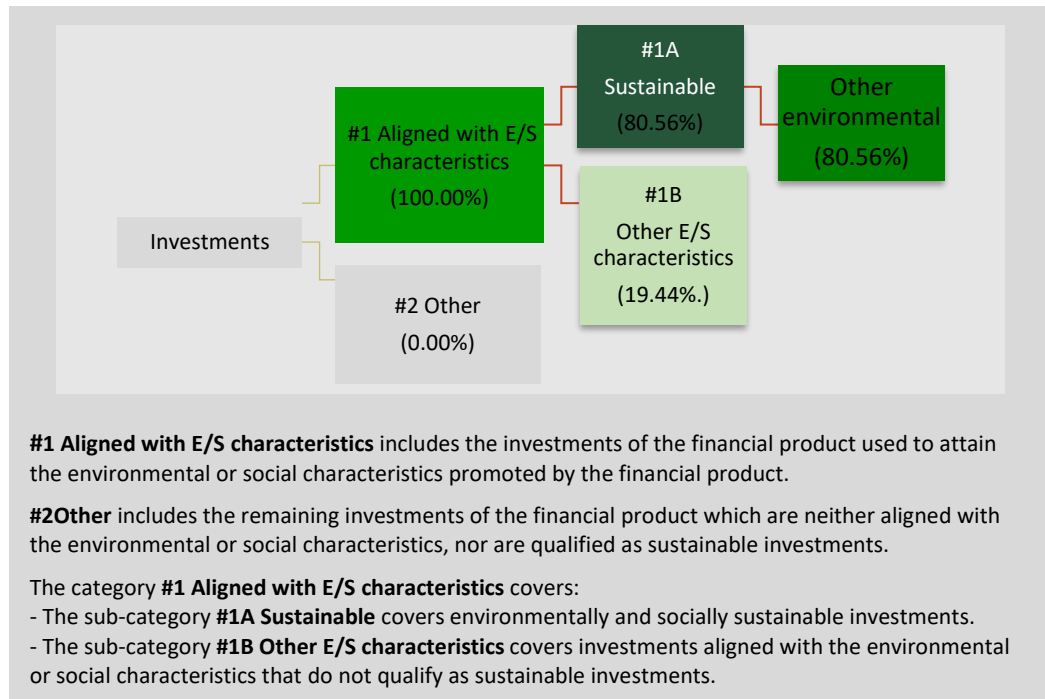 Investments
#1 Aligned with E/S
characteristics
(100.00%)
#2 Other
(0.00%)
#1A
Sustainable
(80.56%)
#1B
Other E/S
characteristics
(19.44%.)
Other
environmental
(80.56%)
#1 Aligned with E/S characteristics includes the investments of the financial product used to attain
the environmental or social characteristics promoted by the financial product.
#2Other includes the remaining investments of the financial product which are neither aligned with
the environmental or social characteristics, nor are qualified as sustainable investments.
The category #1 Aligned with E/S characteristics covers:
- The sub-category #1A Sustainable covers environmentally and socially sustainable investments.
- The sub-category #1B Other E/S characteristics covers investments aligned with the environmental
or social characteristics that do not qualify as sustainable investments.